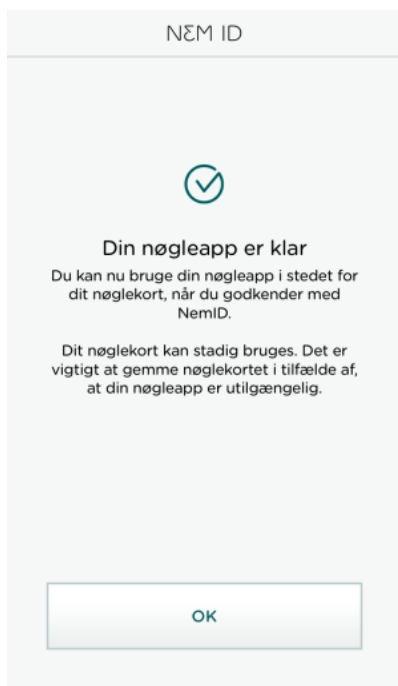 NEM ID
Din nøgleapp er klar
Du kan nu bruge din nøgleapp i stedet for
dit nøglekort, når du godkender med
NemID.
Dit nøglekort kan stadig bruges. Det er
vigtigt at gemme nøglekortet i tilfælde af,
at din nøgleapp er utilgængelig.
OK